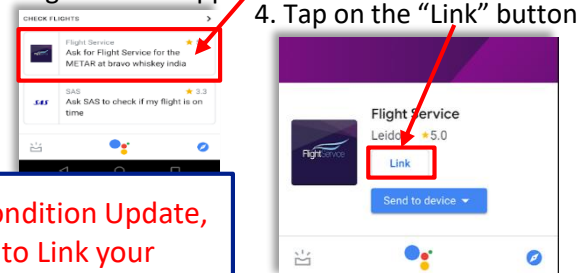 4. Tap on the “Link” button
CHECK FLIGHTS >
Flight Service
Ask for Flight Service for the
METAR at bravo whiskey india
SAS
SAS 3.3
Ask SAS to check if my flight is on
time
Flight Service
Leidos ★5.0
FlightService
Link
Send to device
ondition Update,
to Link your